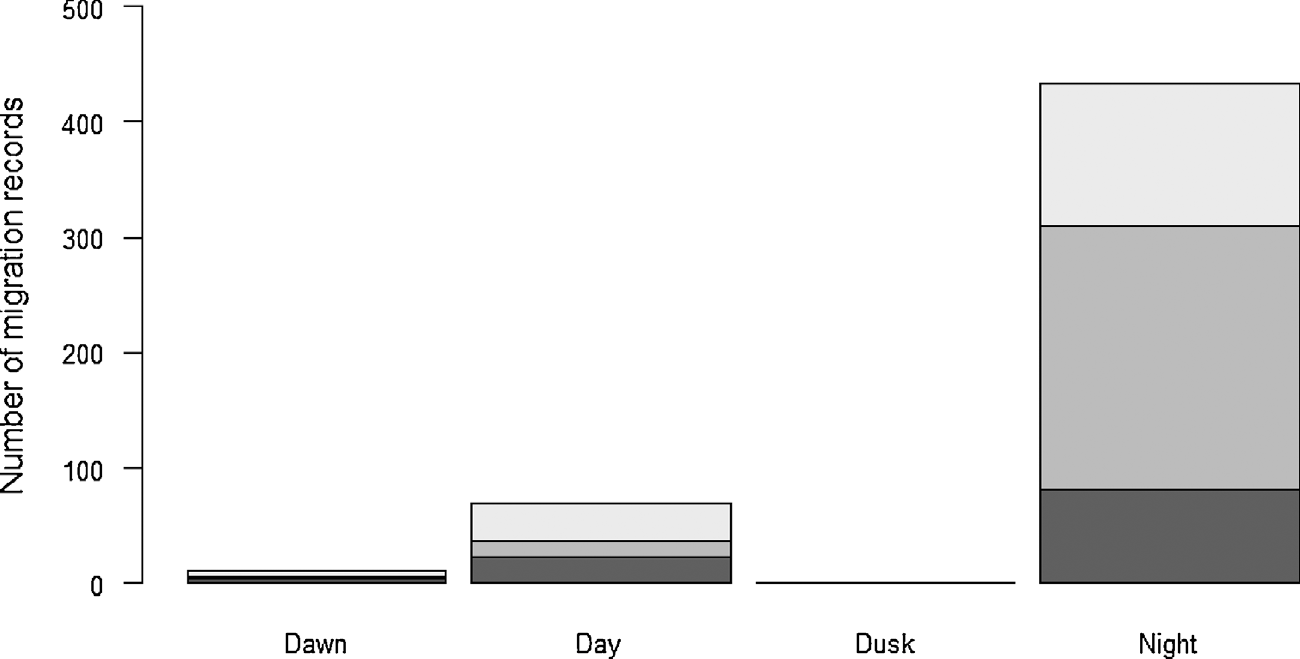 Number of migration records
500
400
300
200
100
0
Dawn
Day
Dusk
Night